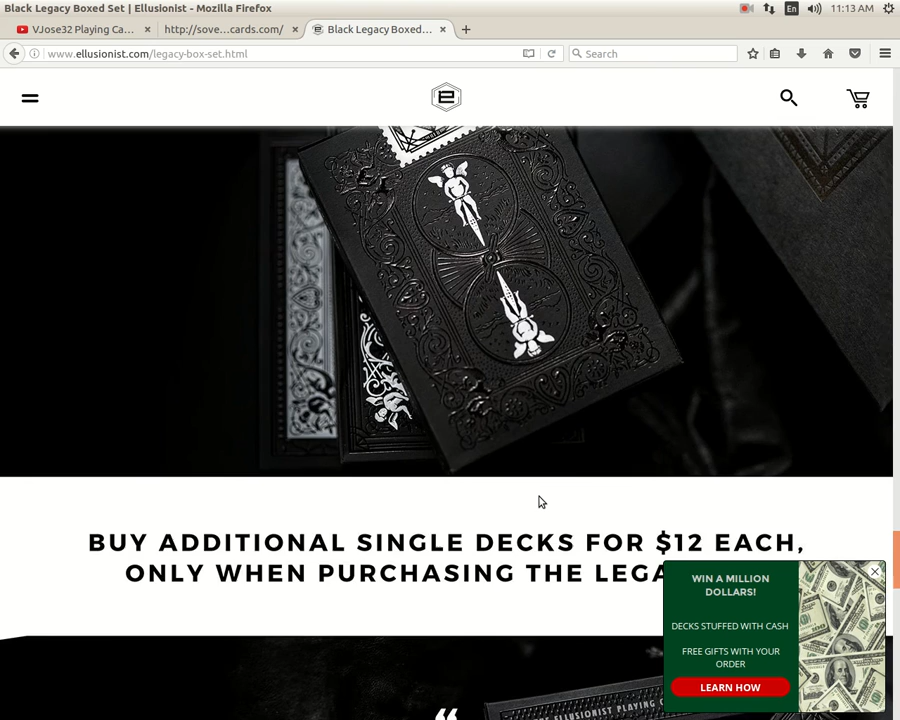 Black Legacy Boxed Set | Ellusionist - Mozilla Firefox
En
11:13 AM
VJose32 Playing Ca...
http://sove...cards.com/
Black Legacy Boxed...
www.ellusionist.com/legacy-box-set.html
Search
BUY ADDITIONAL SINGLE DECKS FOR $12 EACH,
ONLY WHEN PURCHASING THE
WIN A MILLION
DOLLARS!
DECKS STUFFED WITH CASH
FREE GIFTS WITH YOUR
ORDER
LEARN HOW
ELLUSIONIST PLAYING